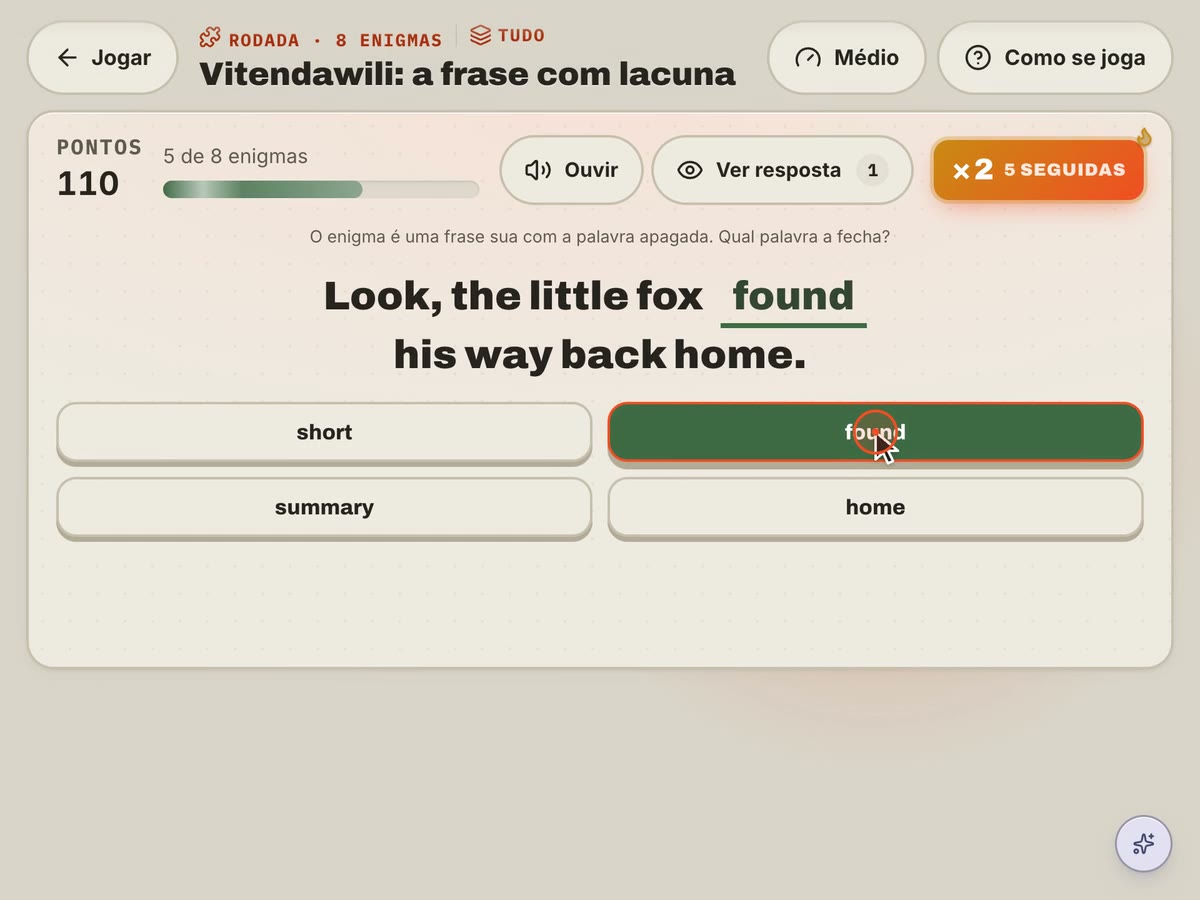 Jogar
RODADA · 8 ENIGMAS
TUDO
Vitendawili: a frase com lacuna
Médio
Como se joga
PONTOS
110
5 de 8 enigmas
Ouvir
Ver resposta 1
×2 5 SEGUIDAS
O enigma é uma frase sua com a palavra apagada. Qual palavra a fecha?
Look, the little fox found
his way back home.
short
found
summary
home